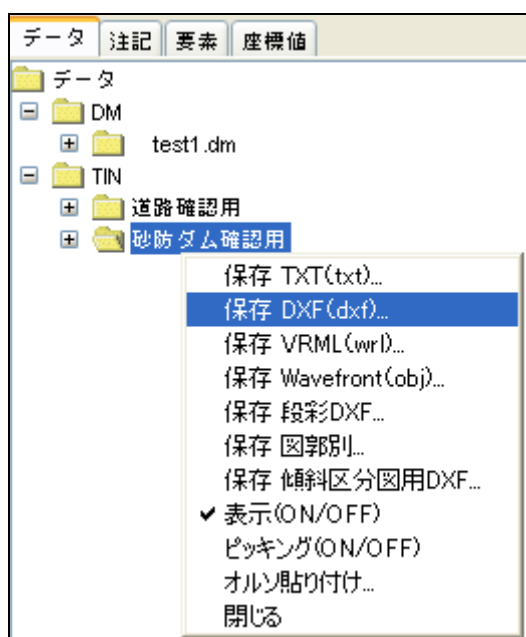 データ 注記 要素 座標値
データ
DM
test1.dm
TIN
道路確認用
砂防ダム確認用
保存 TXT(txt)...
保存 DXF(dxf)...
保存 VRML(wrl)...
保存 Wavefront(obj)...
保存 段彩DXF...
保存 図郭別...
保存 傾斜区分図用DXF...
表示(ON/OFF)
ピッキング(ON/OFF)
オルソ貼り付け...
閉じる